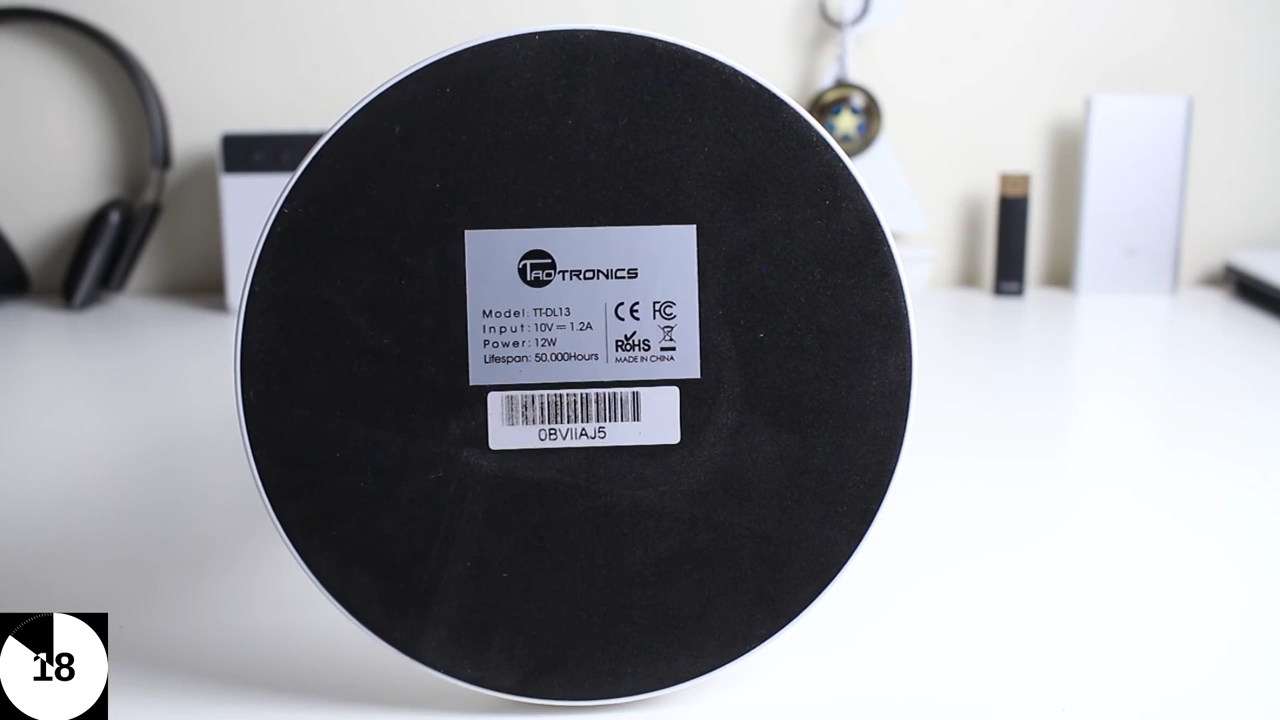 TAOTRONICS
Model: TT-DL13
Input: 10V⎓1.2A
Power: 12W
Lifespan: 50,000Hours
CE FC
RoHS
MADE IN CHINA
0BVIIAJ5
18